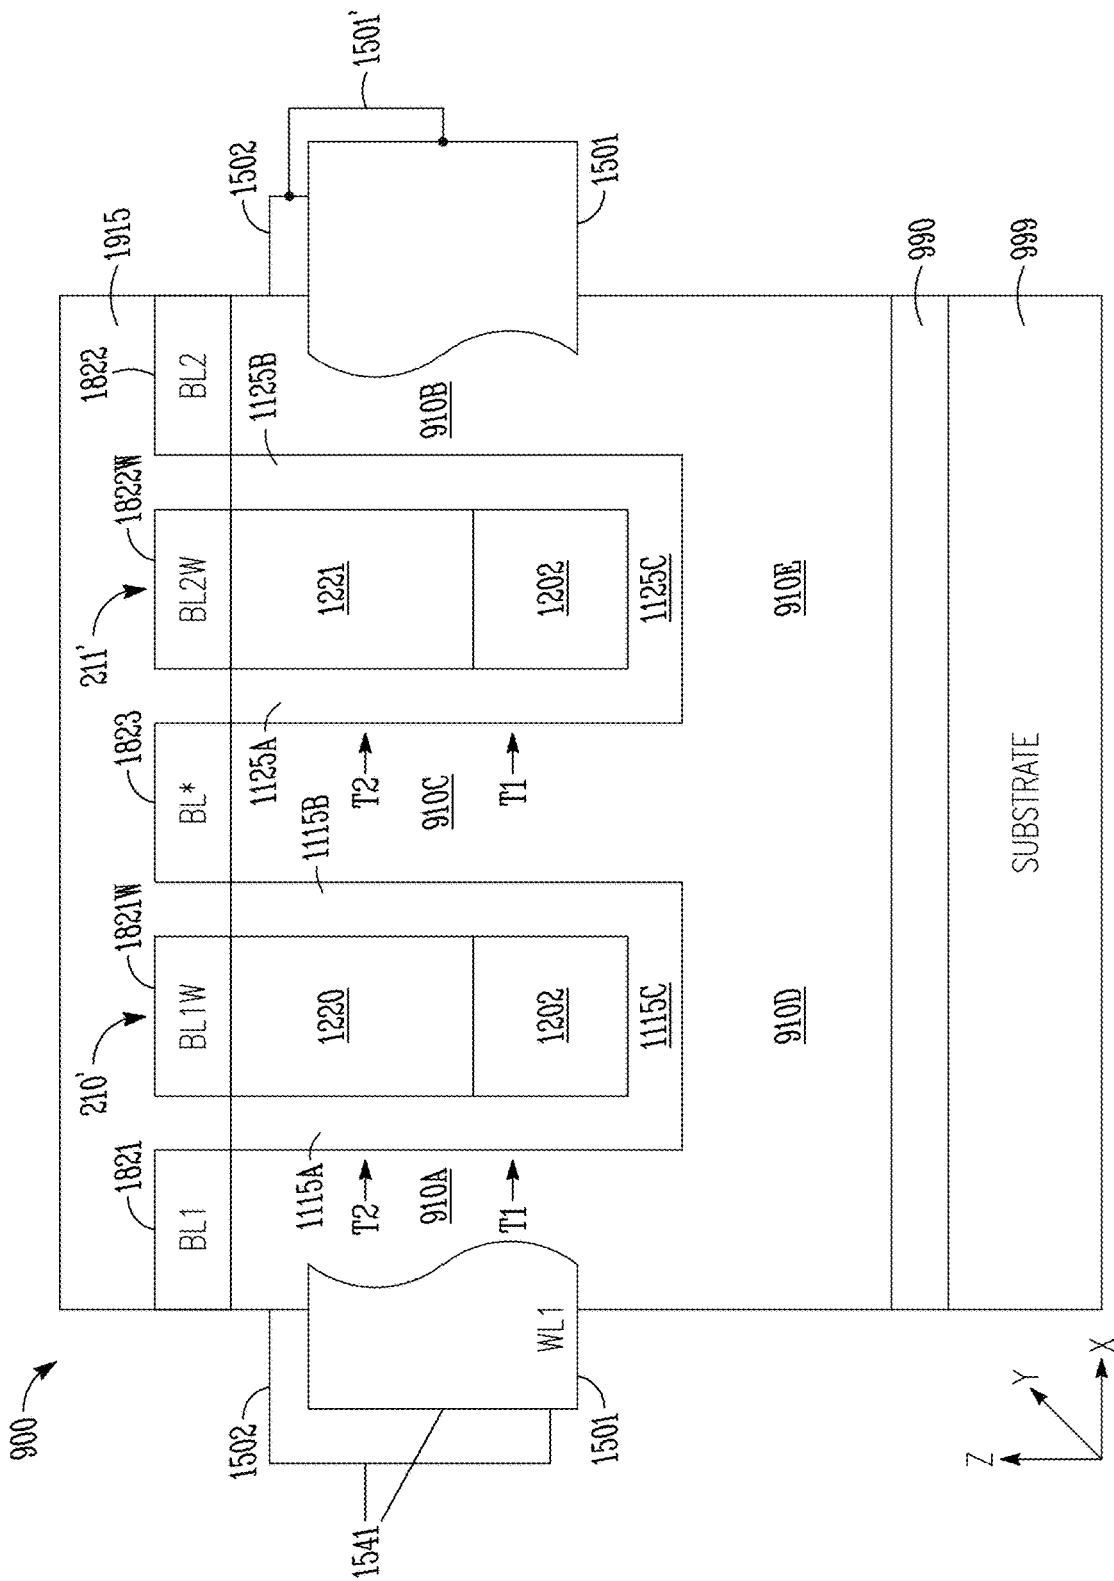 900
1915
1821
210'
1821W
1823
211'
1822W
1822
BL1
BL1W
BL*
BL2W
BL2
1502
1502
1501'
1115A
1115B
1125A
1125B
1541
T2
1220
T2
1221
910A
910C
910B
WL1
T1
1202
T1
1202
1501
1501
1115C
1125C
910D
910E
990
Z
Y
X
SUBSTRATE
999